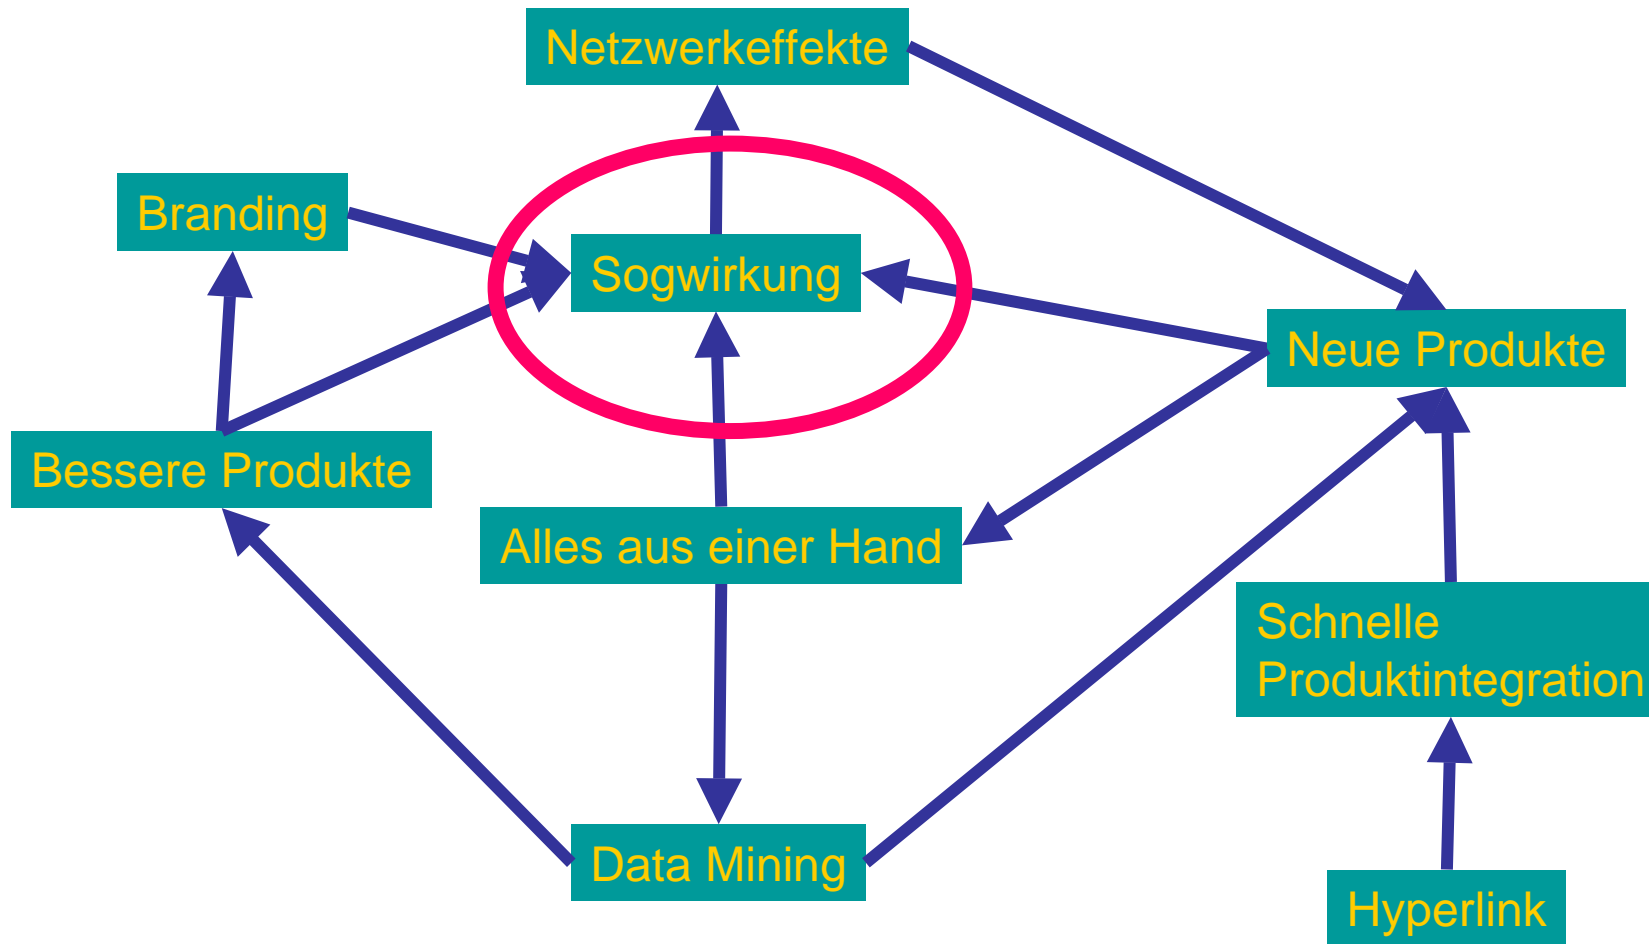 Netzwerkeffekte
Branding
Sogwirkung
Neue Produkte
Bessere Produkte
Alles aus einer Hand
Schnelle
Produktintegration
Data Mining
Hyperlink